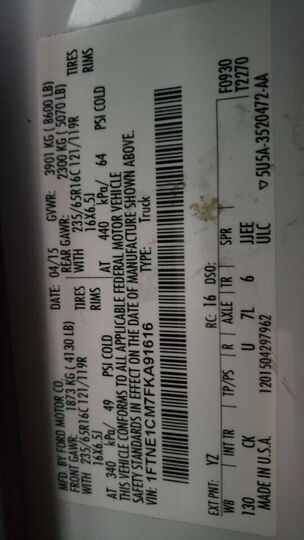 MFD. BY FORD MOTOR CO.
DATE: 04/15 GVWR: 3901 KG ( 8600 LB)
FRONT GAWR: 1873 KG ( 4130 LB) REAR GAWR: 2300 KG ( 5070 LB)
WITH 235/65R16C 121/119R TIRES 235/65R16C 121/119R TIRES
16X6.5J RIMS 16X6.5J RIMS
AT 340 kPa/ 49 PSI COLD AT 440 kPa/ 64 PSI COLD
THIS VEHICLE CONFORMS TO ALL APPLICABLE FEDERAL MOTOR VEHICLE
SAFETY STANDARDS IN EFFECT ON THE DATE OF MANUFACTURE SHOWN ABOVE.
VIN: 1FTNE1CM7FKA91616 TYPE: Truck
F0930
T2270
EXT PNT: YZ RC: 16 DSO:
WB INT TR TP/PS R AXLE TR SPR
130 CK U 7L 6 JJEE
ULC
MADE IN U.S.A. 1201504297962 ▽5U5A-3520472-AA